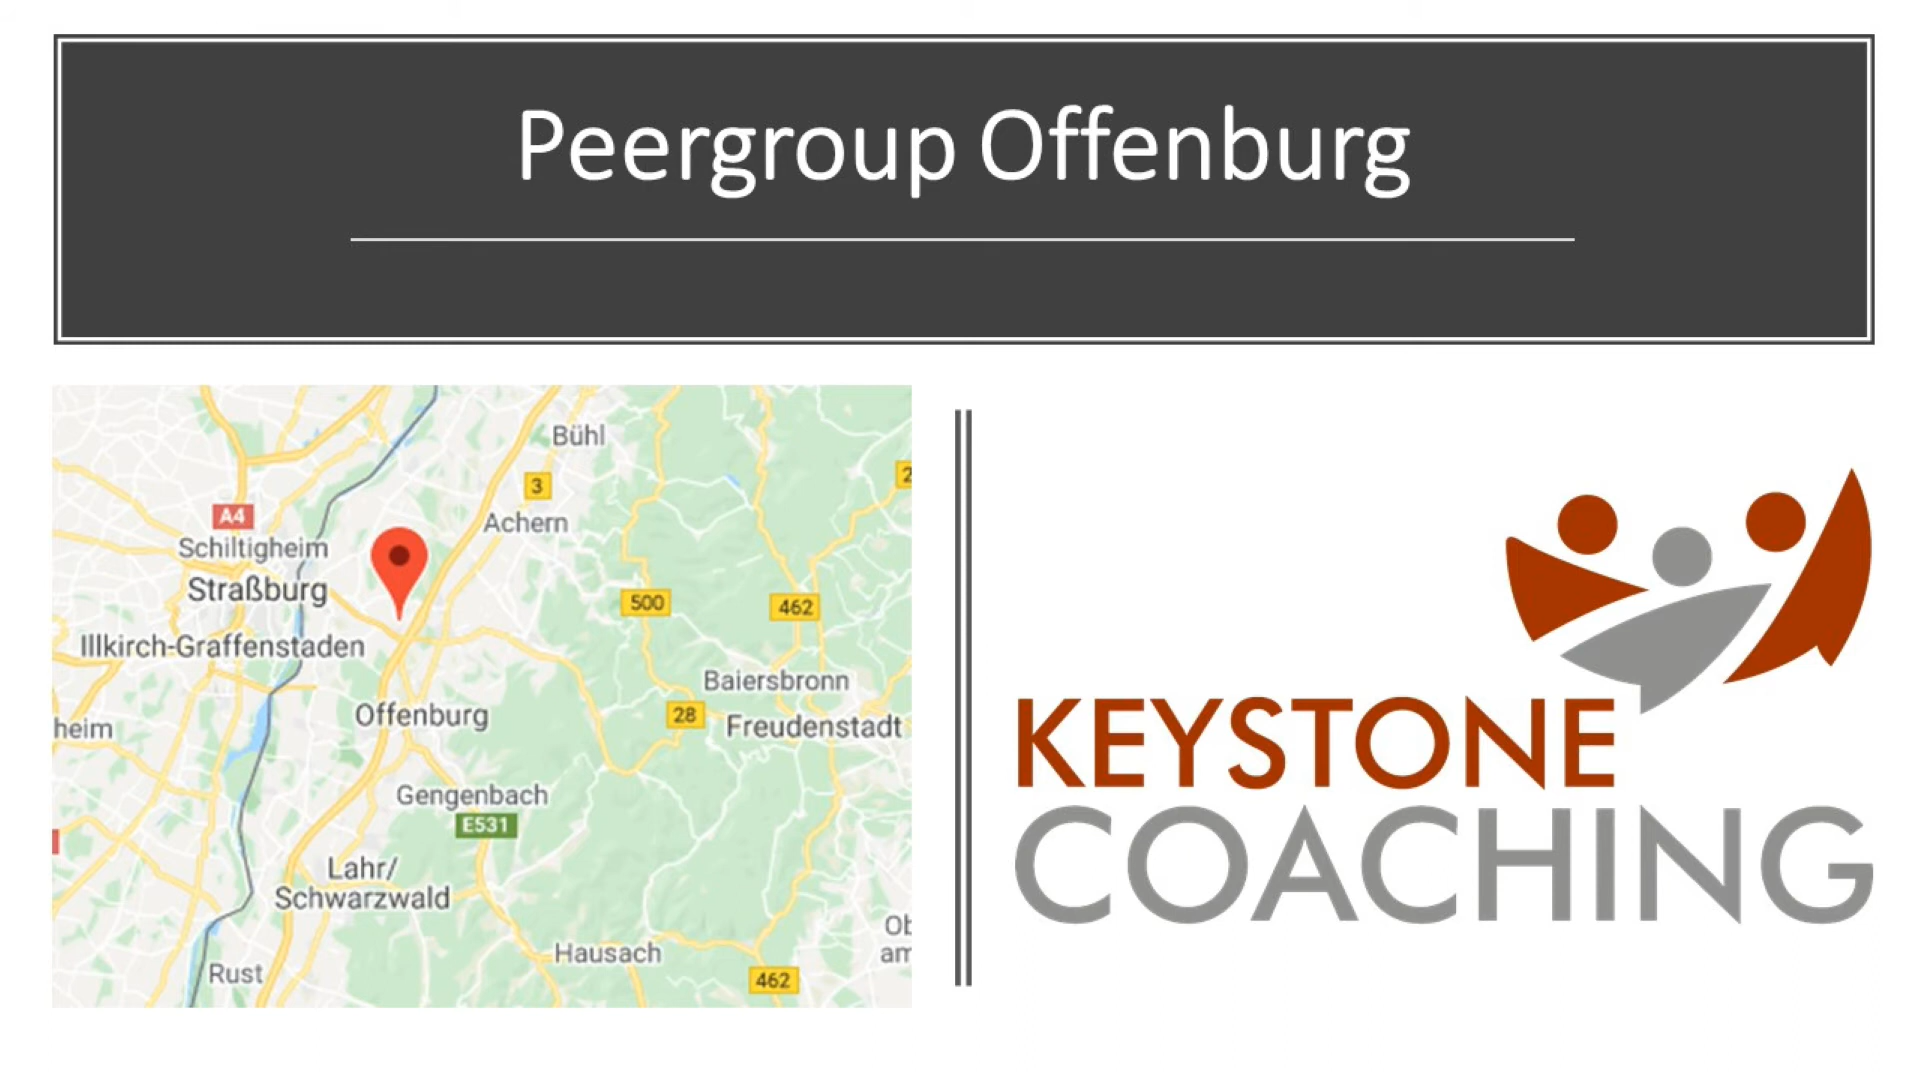 Peergroup Offenburg
Bühl
3
Achern
A4
Schiltigheim
Straßburg
500
462
Illkirch-Graffenstaden
Baiersbronn
28
Freudenstadt
heim
Offenburg
Gengenbach
E531
Lahr/
Schwarzwald
Hausach
Rust
462
KEYSTONE
COACHING